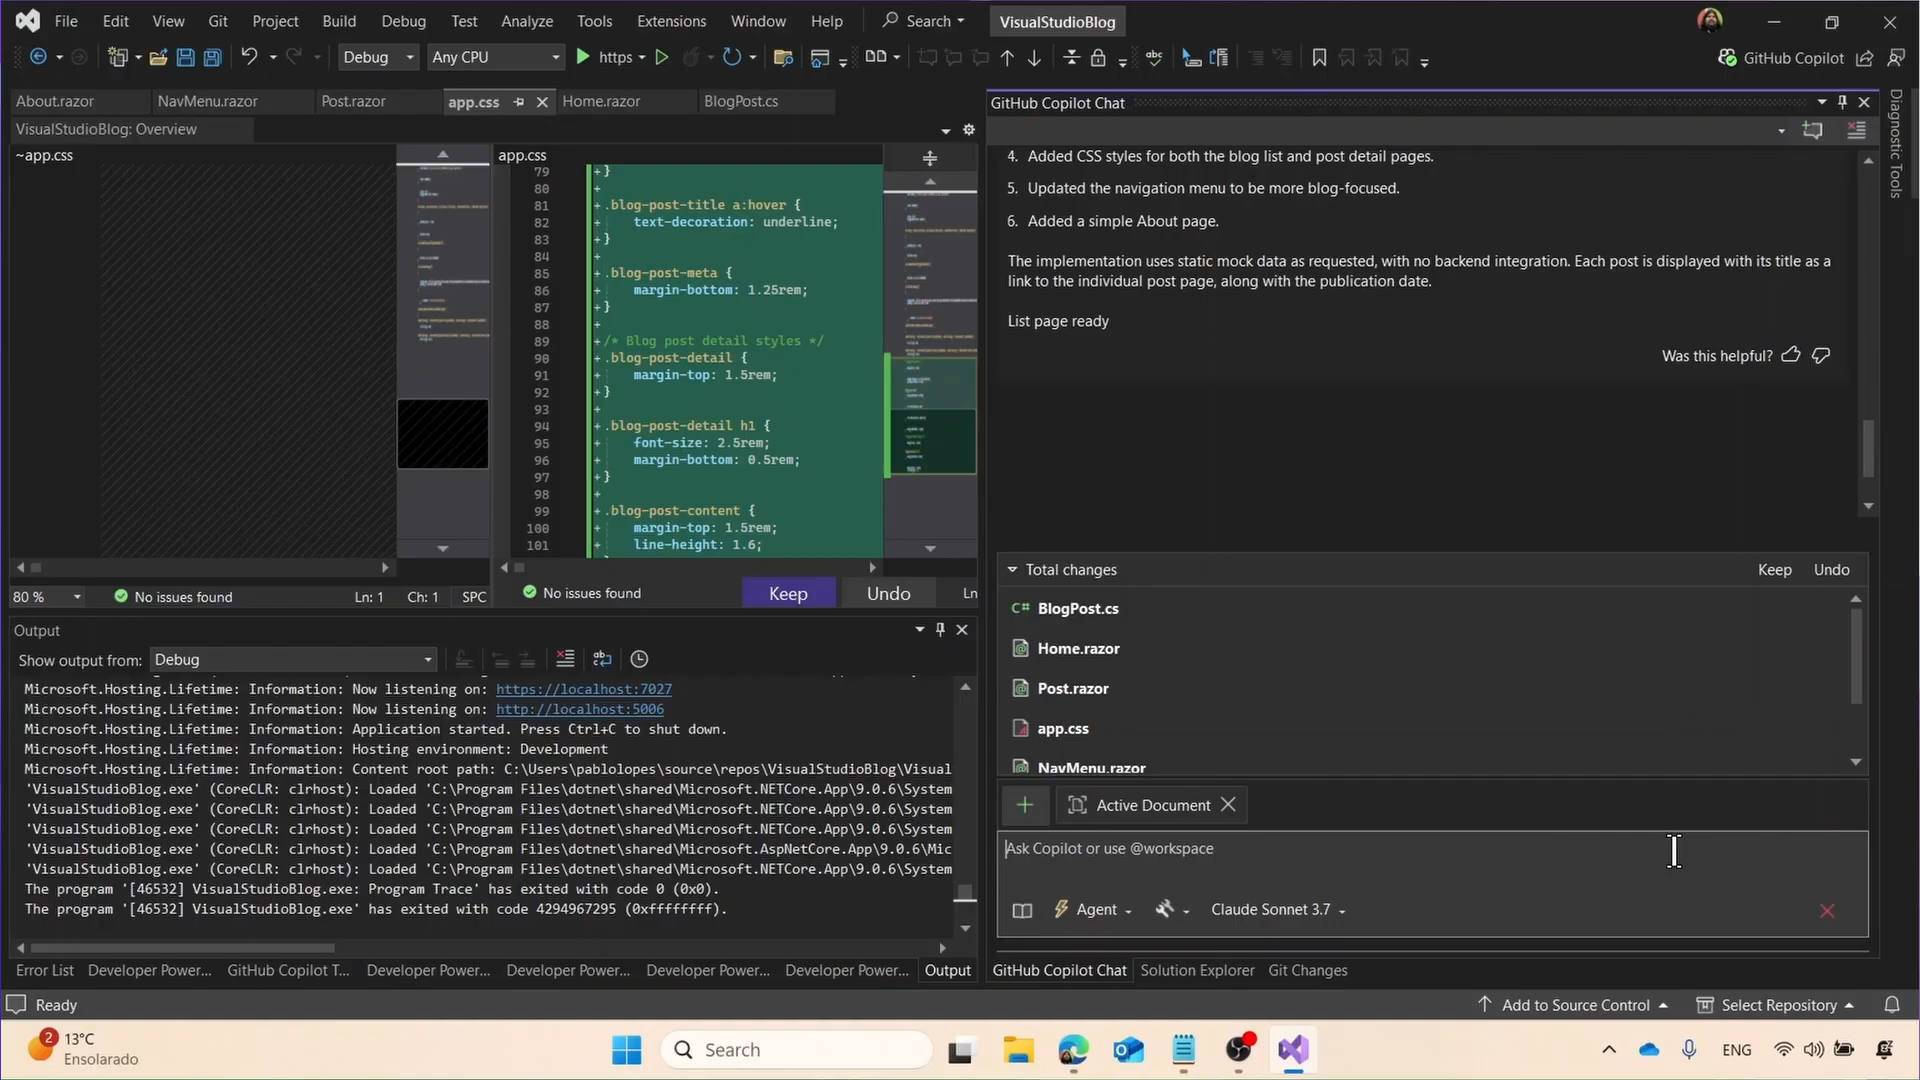 File Edit View Git Project Build Debug Test Analyze Tools Extensions Window Help Search VisualStudioBlog
Debug Any CPU https GitHub Copilot
About.razor NavMenu.razor Post.razor app.css Home.razor BlogPost.cs
VisualStudioBlog: Overview
~app.css
80 % No issues found Ln: 1 Ch: 1 SPC
app.css
79 + }
80 +
81 + .blog-post-title a:hover {
82 + text-decoration: underline;
83 + }
84 +
85 + .blog-post-meta {
86 + margin-bottom: 1.25rem;
87 + }
88 +
89 + /* Blog post detail styles */
90 + .blog-post-detail {
91 + margin-top: 1.5rem;
92 + }
93 +
94 + .blog-post-detail h1 {
95 + font-size: 2.5rem;
96 + margin-bottom: 0.5rem;
97 + }
98 +
99 + .blog-post-content {
100 + margin-top: 1.5rem;
101 + line-height: 1.6;
No issues found Keep Undo Ln
Output
Show output from: Debug
Microsoft.Hosting.Lifetime: Information: Now listening on: https://localhost:7027
Microsoft.Hosting.Lifetime: Information: Now listening on: http://localhost:5006
Microsoft.Hosting.Lifetime: Information: Application started. Press Ctrl+C to shut down.
Microsoft.Hosting.Lifetime: Information: Hosting environment: Development
Microsoft.Hosting.Lifetime: Information: Content root path: C:\Users\pablolopes\source\repos\VisualStudioBlog\Visual
'VisualStudioBlog.exe' (CoreCLR: clrhost): Loaded 'C:\Program Files\dotnet\shared\Microsoft.NETCore.App\9.0.6\System
'VisualStudioBlog.exe' (CoreCLR: clrhost): Loaded 'C:\Program Files\dotnet\shared\Microsoft.NETCore.App\9.0.6\System
'VisualStudioBlog.exe' (CoreCLR: clrhost): Loaded 'C:\Program Files\dotnet\shared\Microsoft.NETCore.App\9.0.6\System
'VisualStudioBlog.exe' (CoreCLR: clrhost): Loaded 'C:\Program Files\dotnet\shared\Microsoft.AspNetCore.App\9.0.6\Mic
'VisualStudioBlog.exe' (CoreCLR: clrhost): Loaded 'C:\Program Files\dotnet\shared\Microsoft.NETCore.App\9.0.6\System
The program '[46532] VisualStudioBlog.exe: Program Trace' has exited with code 0 (0x0).
The program '[46532] VisualStudioBlog.exe' has exited with code 4294967295 (0xffffffff).
Error List Developer Power... GitHub Copilot T... Developer Power... Developer Power... Developer Power... Developer Power... Output
GitHub Copilot Chat
4. Added CSS styles for both the blog list and post detail pages.
5. Updated the navigation menu to be more blog-focused.
6. Added a simple About page.
The implementation uses static mock data as requested, with no backend integration. Each post is displayed with its title as a
link to the individual post page, along with the publication date.
List page ready
Was this helpful?
Total changes Keep Undo
C# BlogPost.cs
Home.razor
Post.razor
app.css
NavMenu.razor
Active Document
Ask Copilot or use @workspace
Agent Claude Sonnet 3.7
GitHub Copilot Chat Solution Explorer Git Changes
Diagnostic Tools
Ready Add to Source Control Select Repository
2 13°C
Ensolarado
Search
ENG